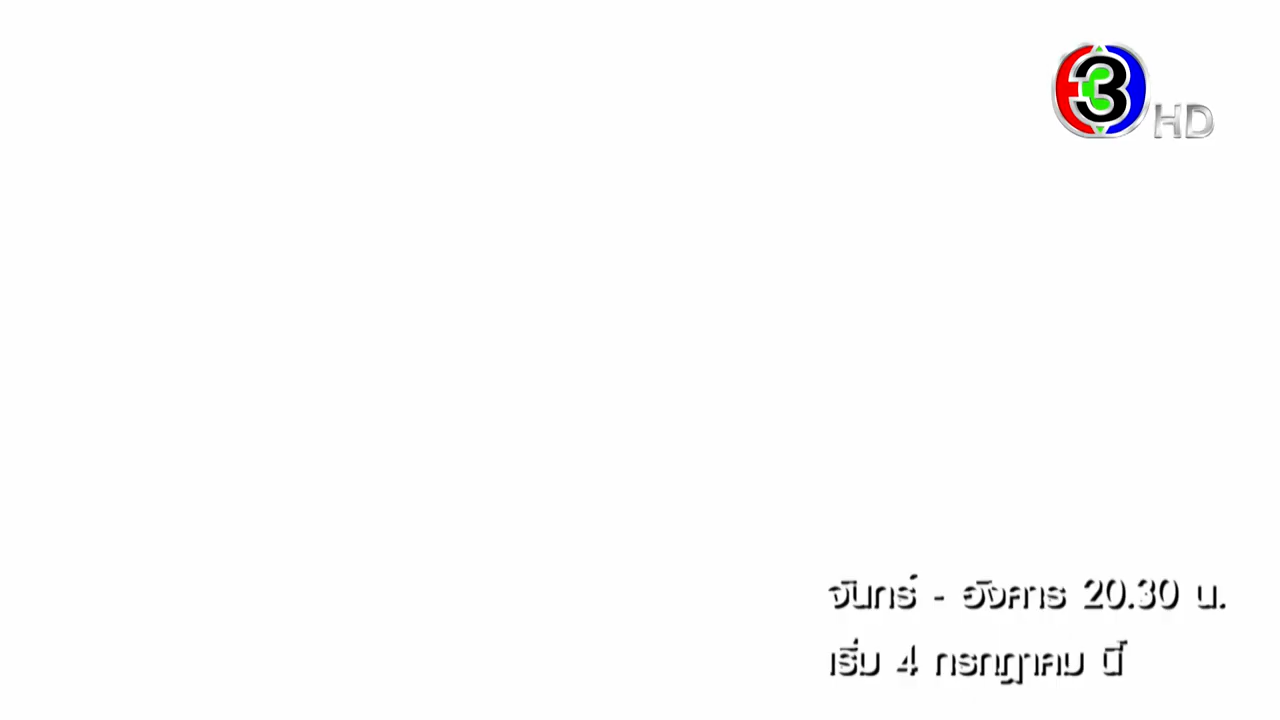 3 HD
จันทร์ - อังคาร 20.30 น.
เริ่ม 4 กรกฎาคม นี้